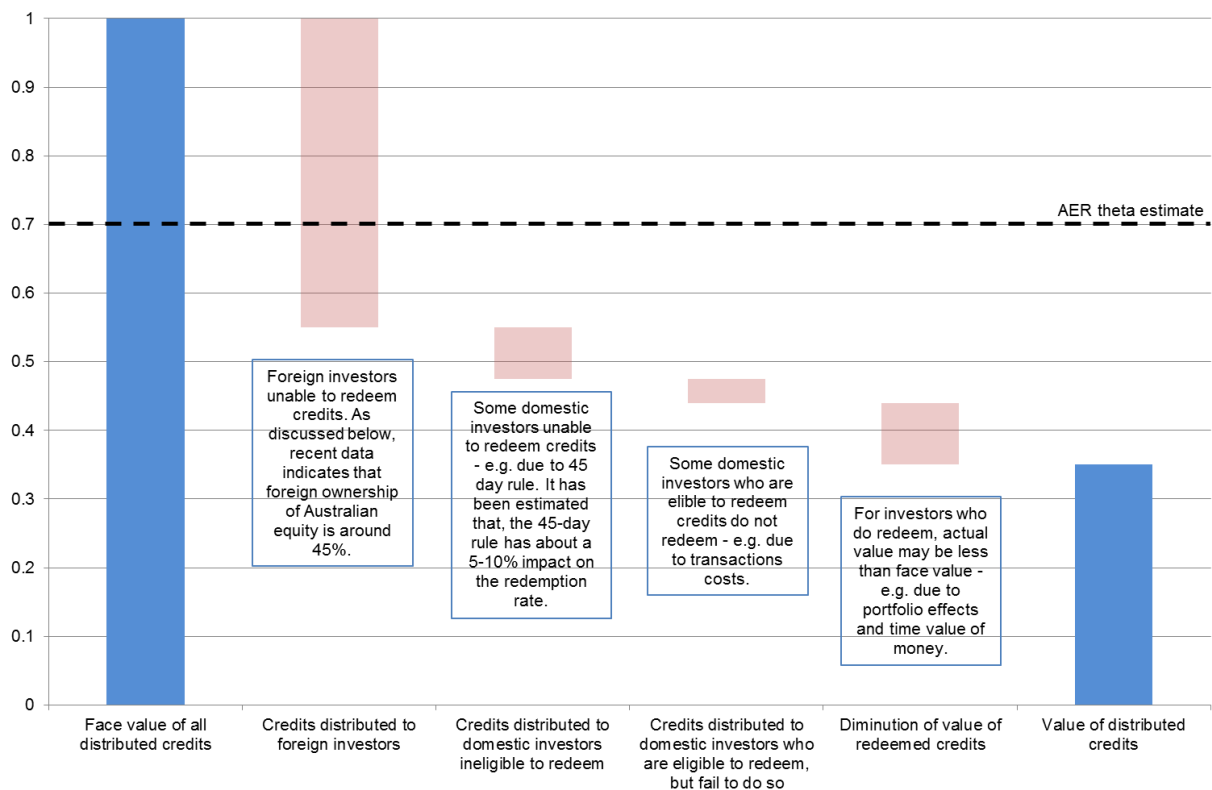 1
0.9
0.8
0.7
0.6
0.5
0.4
0.3
0.2
0.1
0
AER theta estimate
Foreign investors
unable to redeem
credits. As
discussed below,
recent data
indicates that
foreign ownership
of Australian
equity is around
45%.
Some domestic
investors unable
to redeem credits
- e.g. due to 45
day rule. It has
been estimated
that, the 45-day
rule has about a
5-10% impact on
the redemption
rate.
Some domestic
investors who are
elible to redeem
credits do not
redeem - e.g. due
to transactions
costs.
For investors who
do redeem, actual
value may be less
than face value -
e.g. due to
portfolio effects
and time value of
money.
Face value of all
distributed credits
Credits distributed to
foreign investors
Credits distributed to
domestic investors
ineligible to redeem
Credits distributed to
domestic investors who
are eligible to redeem,
but fail to do so
Diminution of value of
redeemed credits
Value of distributed
credits